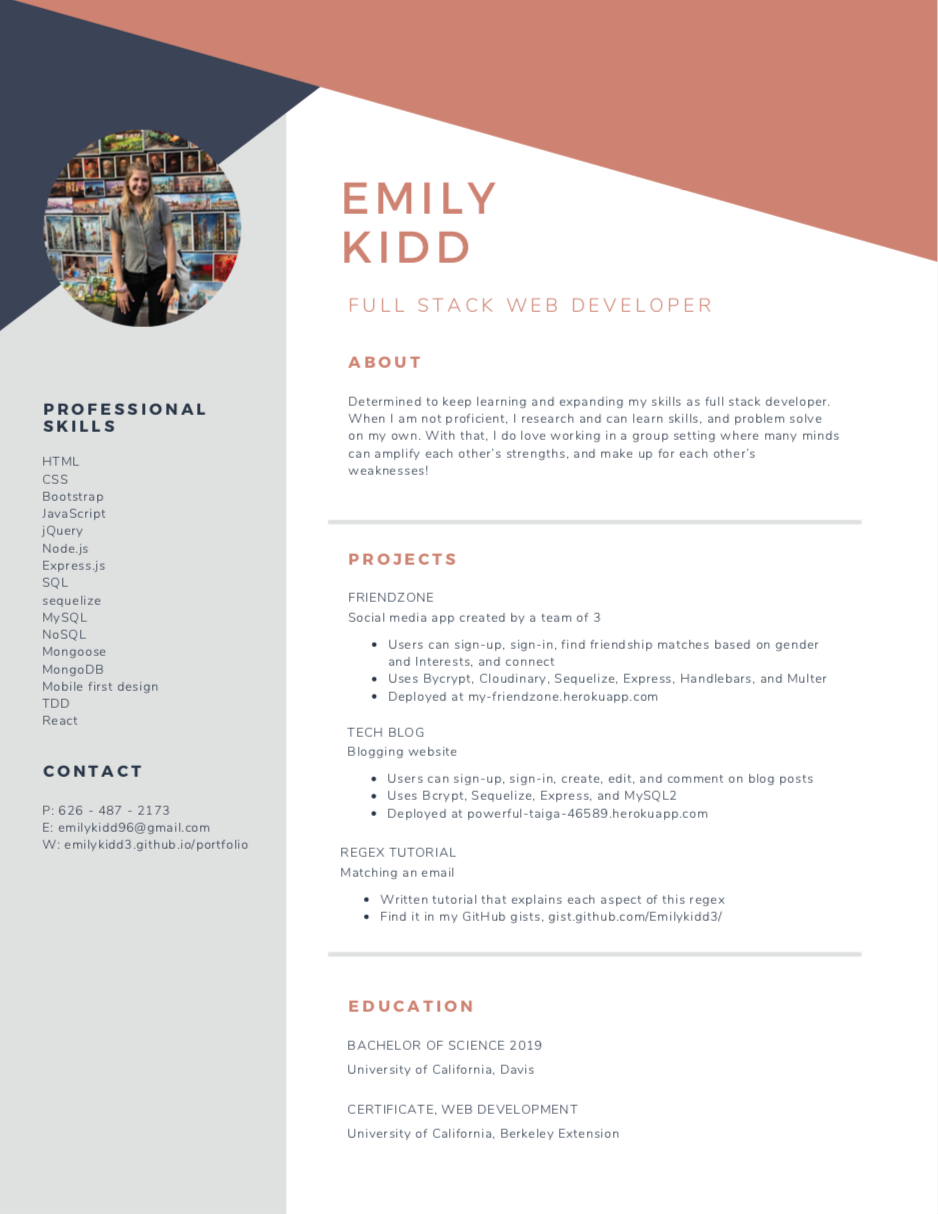 EMILY
KIDD
FULL STACK WEB DEVELOPER
ABOUT
Determined to keep learning and expanding my skills as full stack developer.
When I am not proficient, I research and can learn skills, and problem solve
on my own. With that, I do love working in a group setting where many minds
can amplify each other's strengths, and make up for each other's
weaknesses!
PROFESSIONAL
SKILLS
HTML
CSS
Bootstrap
JavaScript
jQuery
Node.js
Express.js
SQL
sequelize
MySQL
NoSQL
Mongoose
MongoDB
Mobile first design
TDD
React
CONTACT
P: 626 - 487 - 2173
E: emilykidd96@gmail.com
W: emilykidd3.github.io/portfolio
PROJECTS
FRIENDZONE
Social media app created by a team of 3
• Users can sign-up, sign-in, find friendship matches based on gender
and Interests, and connect
• Uses Bycrypt, Cloudinary, Sequelize, Express, Handlebars, and Multer
• Deployed at my-friendzone.herokuapp.com
TECH BLOG
Blogging website
• Users can sign-up, sign-in, create, edit, and comment on blog posts
• Uses Bcrypt, Sequelize, Express, and MySQL2
• Deployed at powerful-taiga-46589.herokuapp.com
REGEX TUTORIAL
Matching an email
• Written tutorial that explains each aspect of this regex
• Find it in my GitHub gists, gist.github.com/Emilykidd3/
EDUCATION
BACHELOR OF SCIENCE 2019
University of California, Davis
CERTIFICATE, WEB DEVELOPMENT
University of California, Berkeley Extension